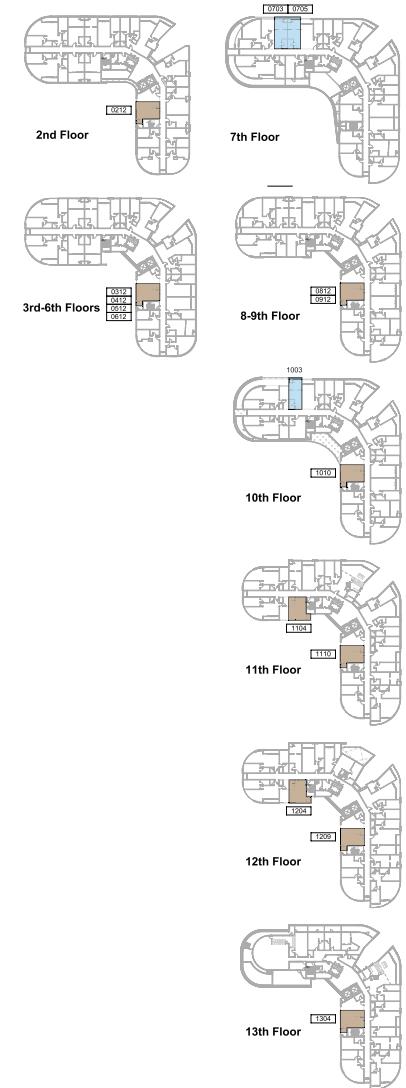 0703 0705
0212
2nd Floor
7th Floor
0312
0412
0512
0612
3rd-6th Floors
0812
0912
8-9th Floor
1003
1010
10th Floor
1104
1110
11th Floor
1204
1209
12th Floor
1304
13th Floor